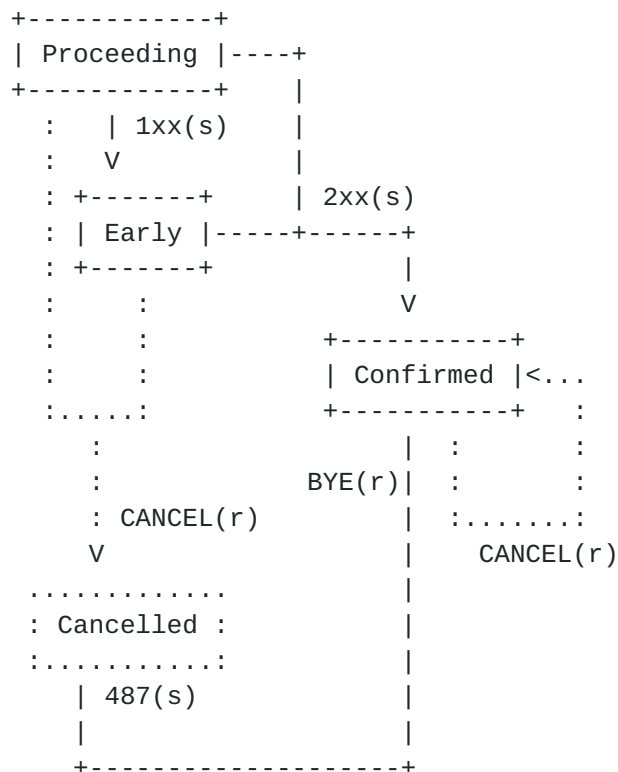 Proceeding
1xx(s)
2xx(s)
Early
Confirmed
BYE(r)
CANCEL(r)
CANCEL(r)
Cancelled
487(s)